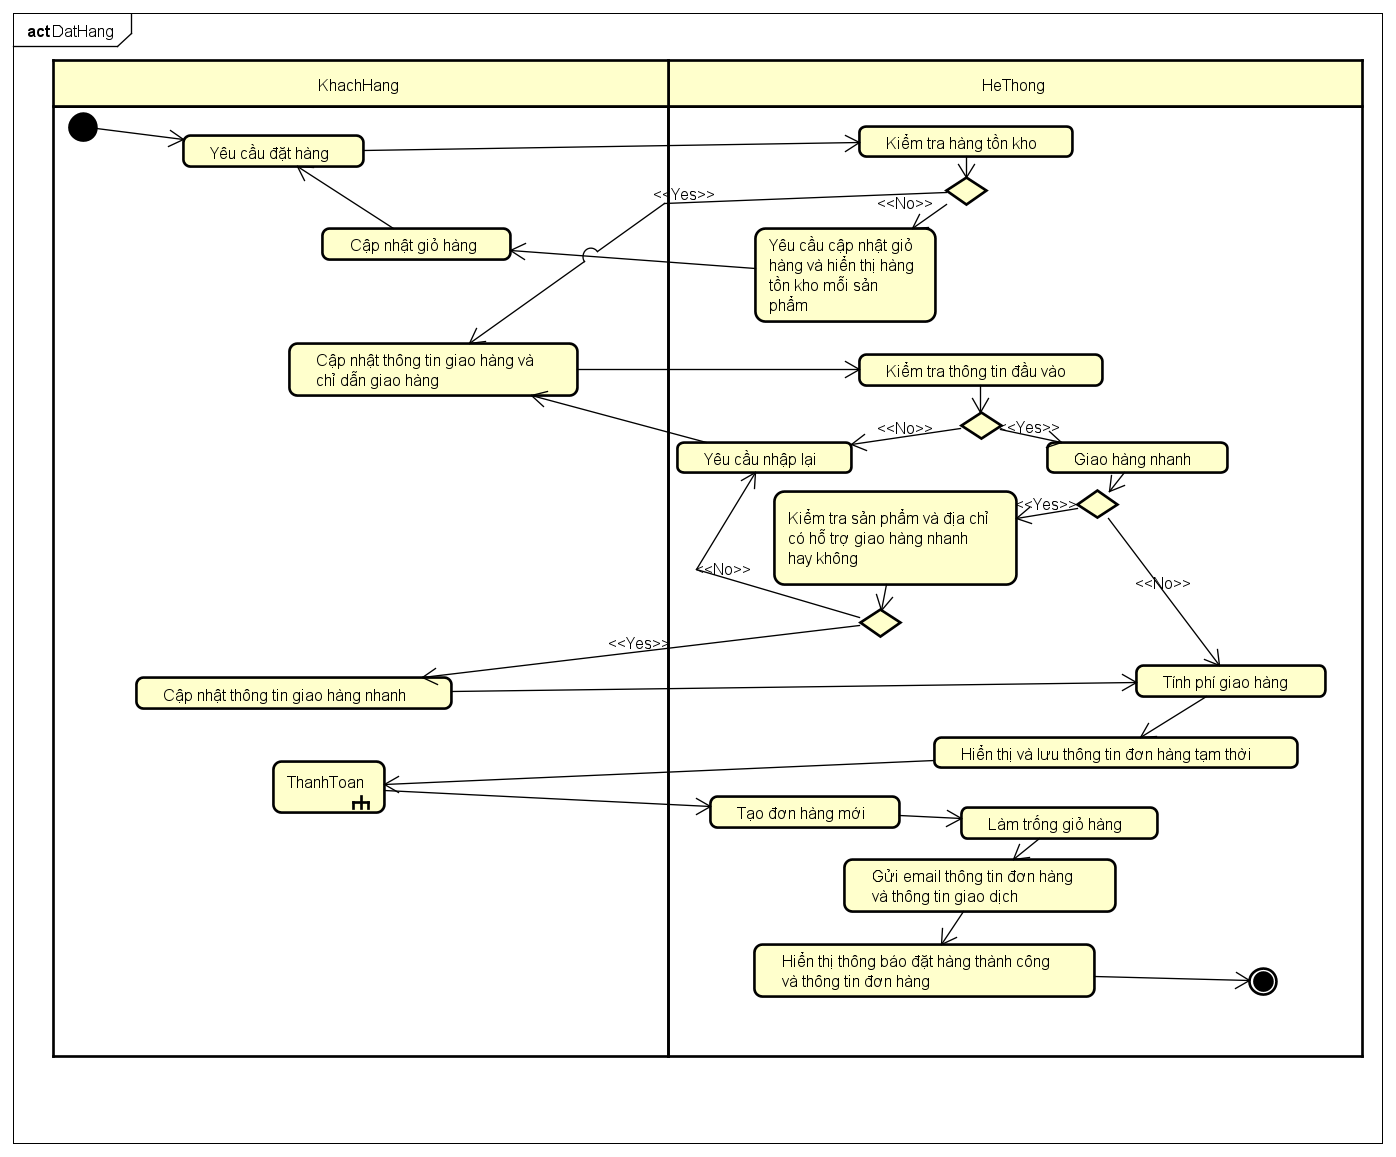 act DatHang
KhachHang
HeThong
Yêu cầu đặt hàng
Kiểm tra hàng tồn kho
<<Yes>>
<<No>>
Cập nhật giỏ hàng
Yêu cầu cập nhật giỏ
hàng và hiển thị hàng
tồn kho mỗi sản
phẩm
Cập nhật thông tin giao hàng và
chỉ dẫn giao hàng
Kiểm tra thông tin đầu vào
<<No>>
<<Yes>>
Yêu cầu nhập lại
Giao hàng nhanh
<<Yes>>
Kiểm tra sản phẩm và địa chỉ
có hỗ trợ giao hàng nhanh
hay không
<<No>>
<<No>>
<<Yes>>
Cập nhật thông tin giao hàng nhanh
Tính phí giao hàng
Hiển thị và lưu thông tin đơn hàng tạm thời
ThanhToan
Tạo đơn hàng mới
Làm trống giỏ hàng
Gửi email thông tin đơn hàng
và thông tin giao dịch
Hiển thị thông báo đặt hàng thành công
và thông tin đơn hàng